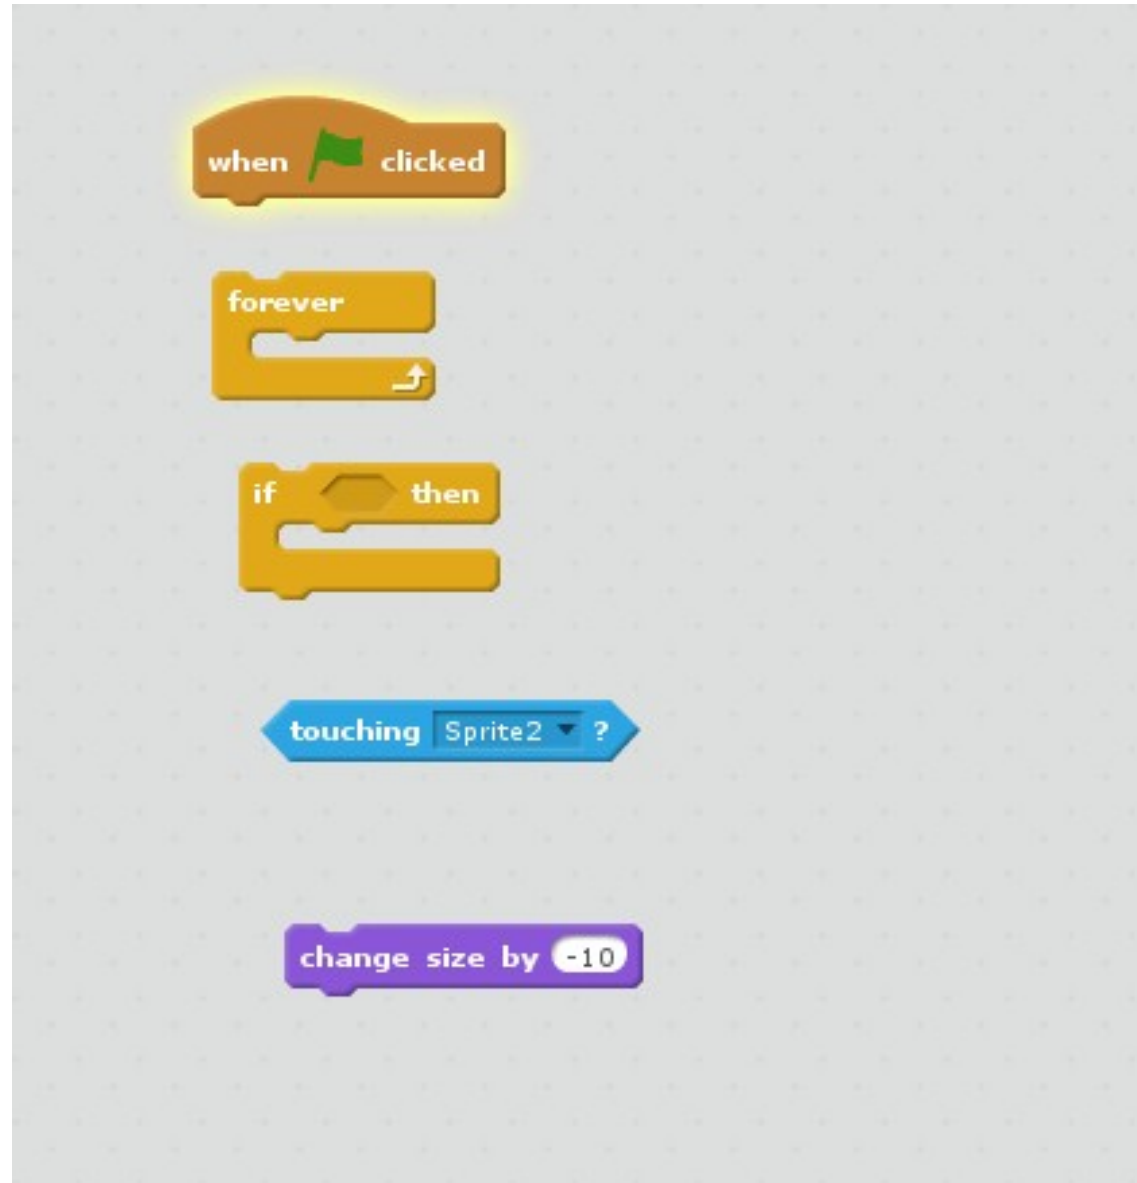 when clicked
forever
if then
touching Sprite2 ?
change size by -10